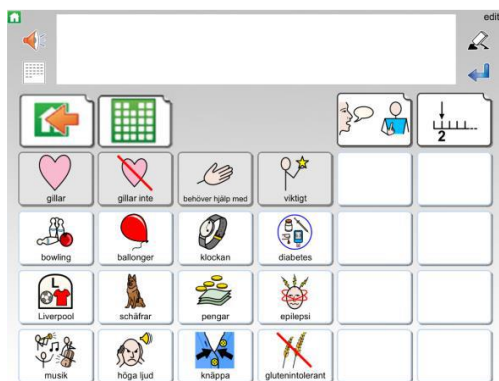 edit
2
gillar
gillar inte
behöver hjälp med
viktigt
bowling
ballonger
klockan
diabetes
L
Liverpool
schäfrar
pengar
epilepsi
musik
höga ljud
knäppa
glutenintolerant